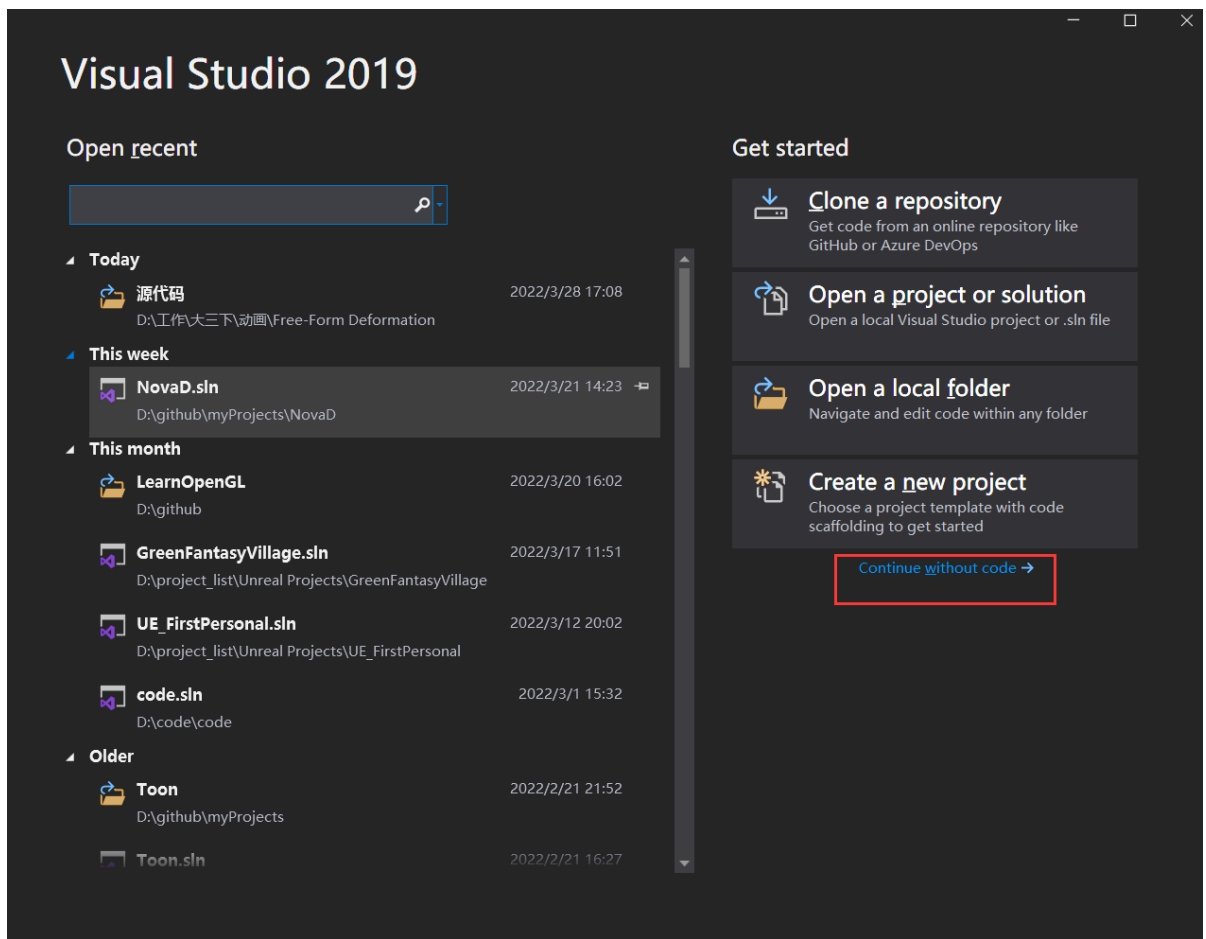 Visual Studio 2019
Open recent
Today
源代码 2022/3/28 17:08
D:\工作\大三下\动画\Free-Form Deformation
This week
NovaD.sln 2022/3/21 14:23
D:\github\myProjects\NovaD
This month
LearnOpenGL 2022/3/20 16:02
D:\github
GreenFantasyVillage.sln 2022/3/17 11:51
D:\project_list\Unreal Projects\GreenFantasyVillage
UE_FirstPersonal.sln 2022/3/12 20:02
D:\project_list\Unreal Projects\UE_FirstPersonal
code.sln 2022/3/1 15:32
D:\code\code
Older
Toon 2022/2/21 21:52
D:\github\myProjects
Toon.sln 2022/2/21 16:27
Get started
Clone a repository
Get code from an online repository like
GitHub or Azure DevOps
Open a project or solution
Open a local Visual Studio project or .sln file
Open a local folder
Navigate and edit code within any folder
Create a new project
Choose a project template with code
scaffolding to get started
Continue without code →